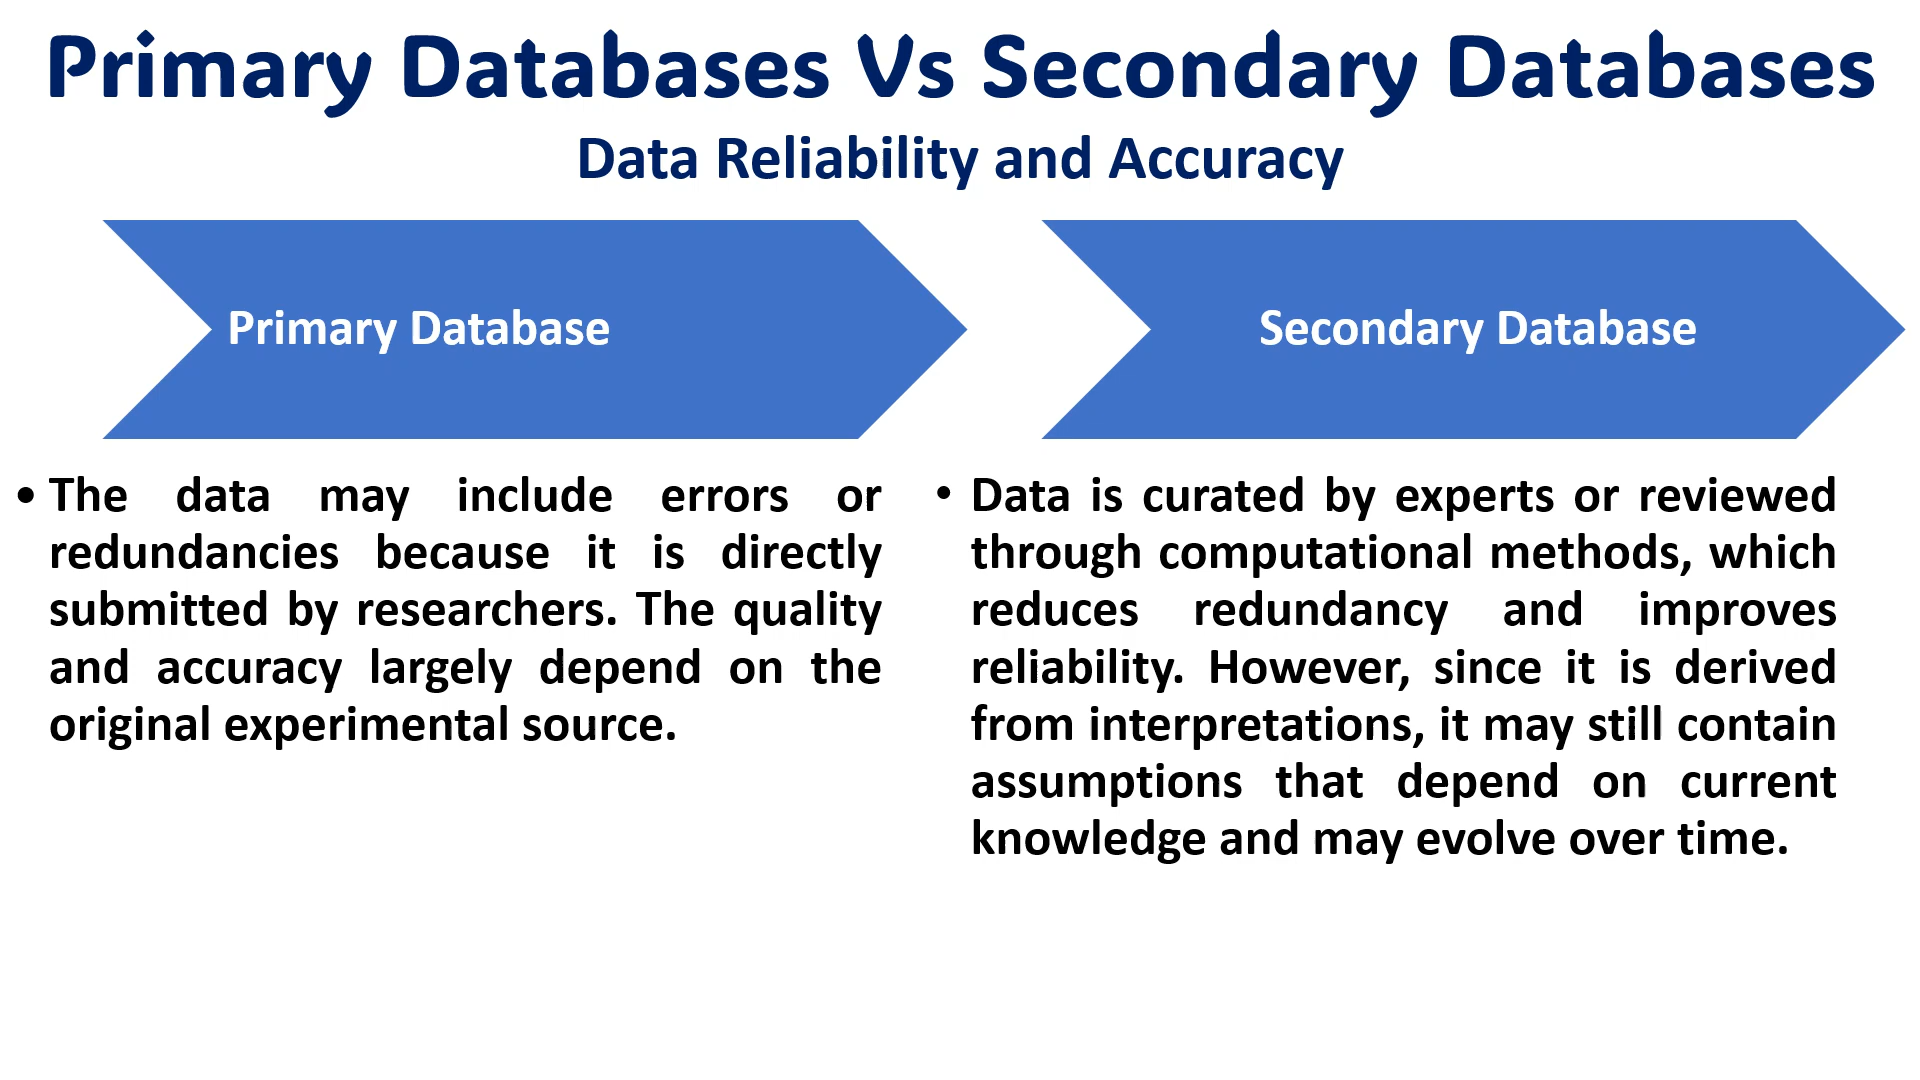 Primary Databases Vs Secondary Databases
Data Reliability and Accuracy
Primary Database
• The data may include errors or
redundancies because it is directly
submitted by researchers. The quality
and accuracy largely depend on the
original experimental source.
Secondary Database
• Data is curated by experts or reviewed
through computational methods, which
reduces redundancy and improves
reliability. However, since it is derived
from interpretations, it may still contain
assumptions that depend on current
knowledge and may evolve over time.